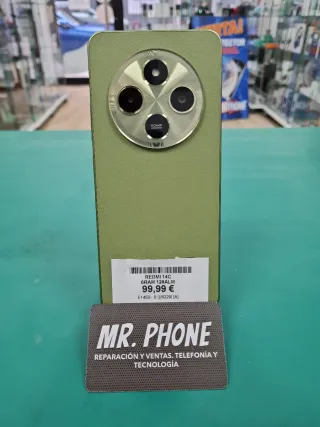 REDMI 14C
8RAM 128ALM
99,99 €
MR. PHONE
REPARACIÓN Y VENTAS. TELEFONÍA Y
TECNOLOGÍA